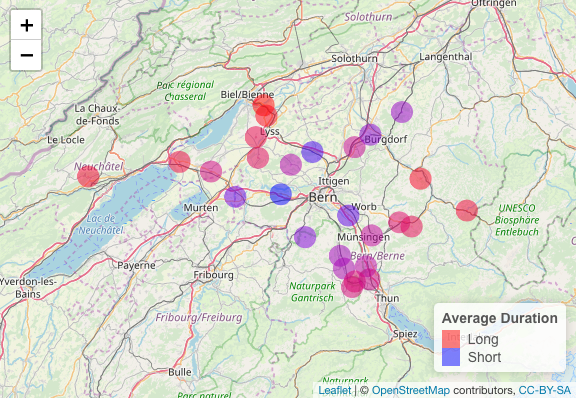 +
−
Solothurn
Oftringen
Solothurn
Langenthal
Parc régional
Chasseral
Biel/Bienne
La Chaux-
de-Fonds
Le Locle
Lyss
Burgdorf
Neuchâtel
Ittigen
Bern
Worb
Murten
UNESCO
Biosphäre
Entlebuch
Lac de
Neuchâtel
Münsingen
Bern/Berne
Payerne
Fribourg
Yverdon-les-
Bains
Naturpark
Gantrisch
Thun
Fribourg/Freiburg
Spiez
Bulle
Average Duration
Long
Short
Naturpark
Parc naturel
Leaflet | © OpenStreetMap contributors, CC-BY-SA